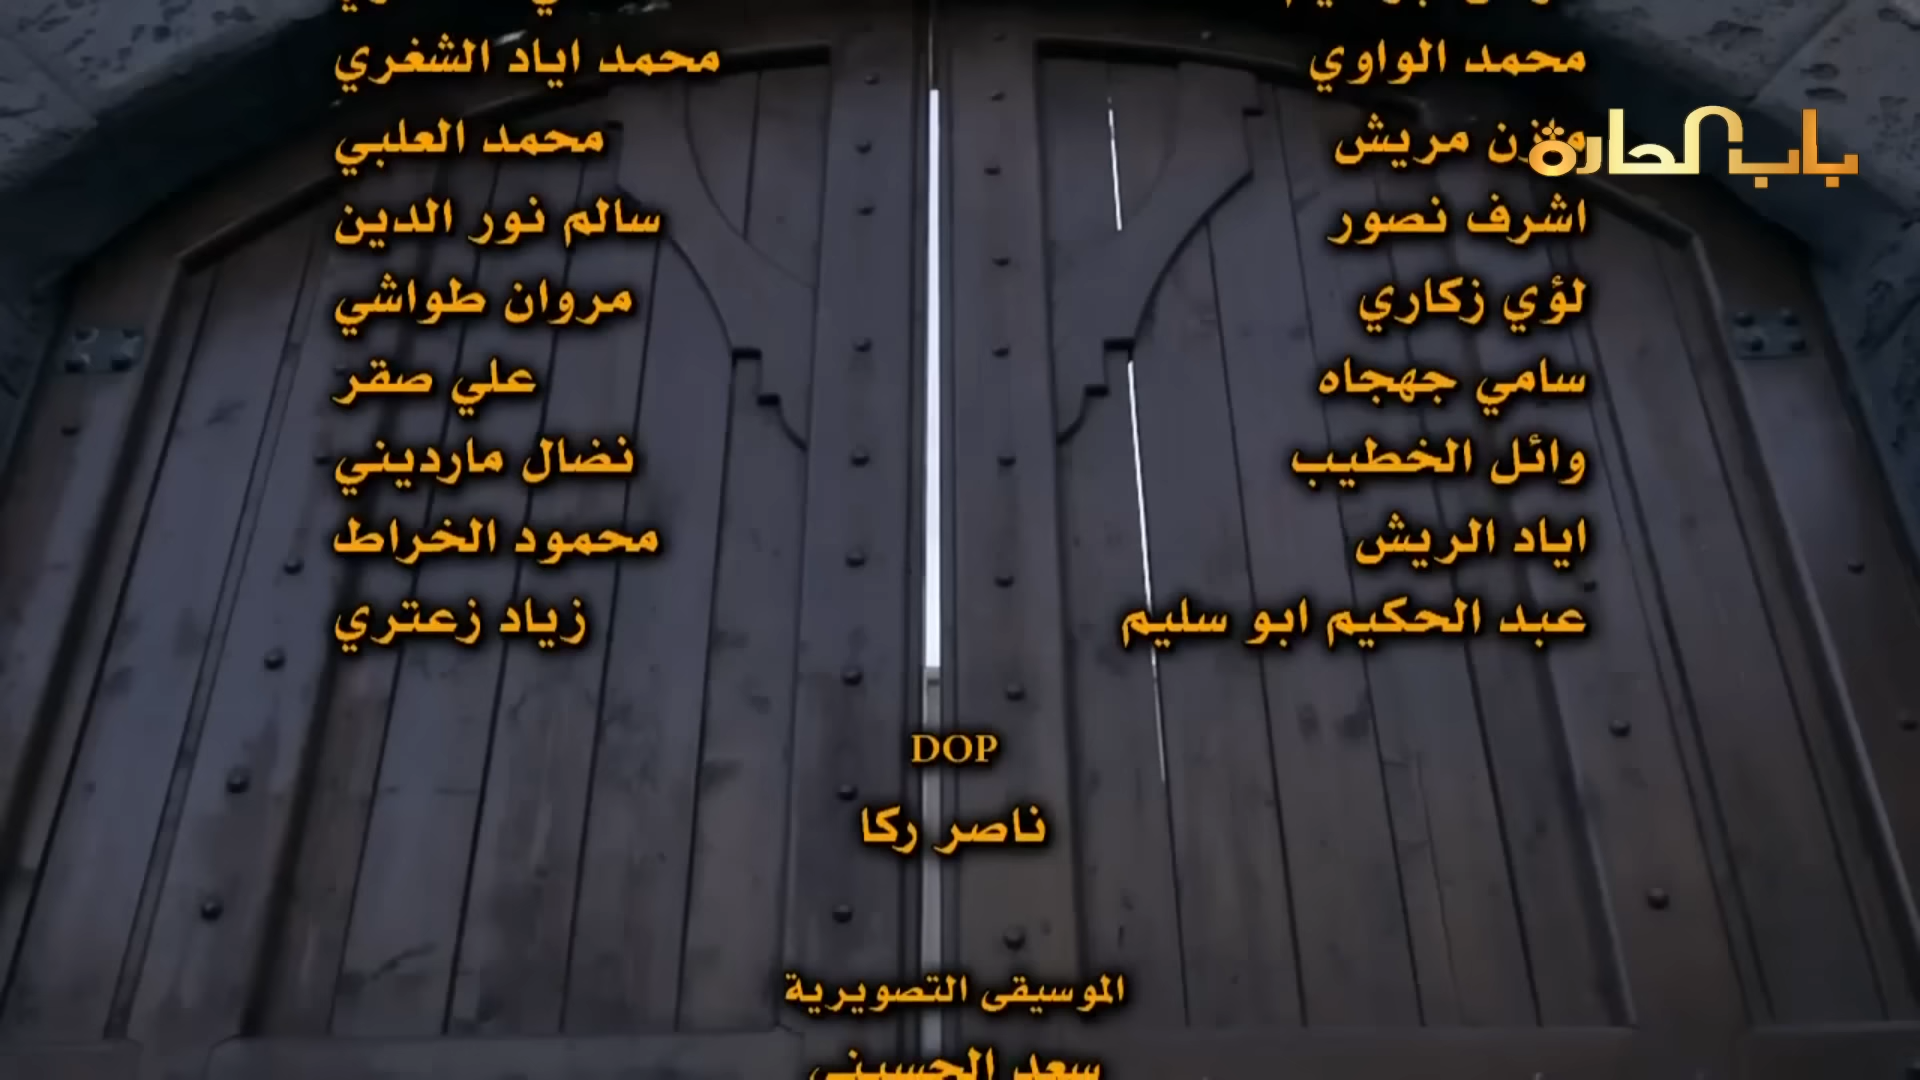 محمد الواوي
محمد اياد الشغري
باب الحارة
مريش
محمد العلبي
اشرف نصور
سالم نور الدين
لؤي زكاري
مروان طواشي
سامي جهجاه
علي صقر
وائل الخطيب
نضال مارديني
اياد الريش
محمود الخراط
عبد الحكيم ابو سليم
زياد زعتري
DOP
ناصر ركا
الموسيقى التصويرية
سعد الحسيني